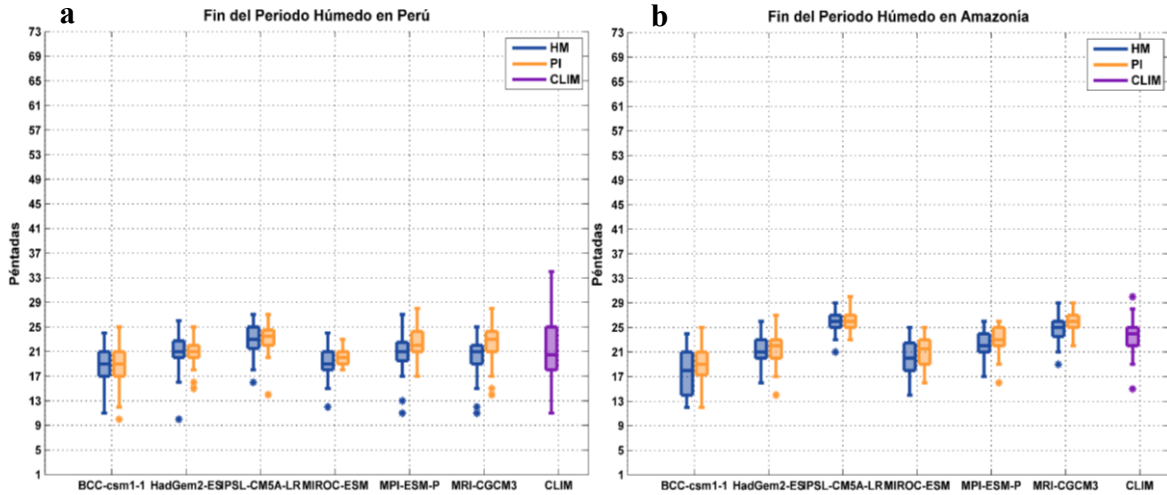 a
Fin del Periodo Húmedo en Perú
73
69
65
61
57
53
49
45
41
37
33
29
25
21
17
13
9
5
1
Péntadas
HM
PI
CLIM
BCC-csm1-1 HadGem2-ES IPSL-CM5A-LR MIROC-ESM MPI-ESM-P MRI-CGCM3 CLIM
b
Fin del Periodo Húmedo en Amazonía
73
69
65
61
57
53
49
45
41
37
33
29
25
21
17
13
9
5
1
Péntadas
HM
PI
CLIM
BCC-csm1-1 HadGem2-ES IPSL-CM5A-LR MIROC-ESM MPI-ESM-P MRI-CGCM3 CLIM